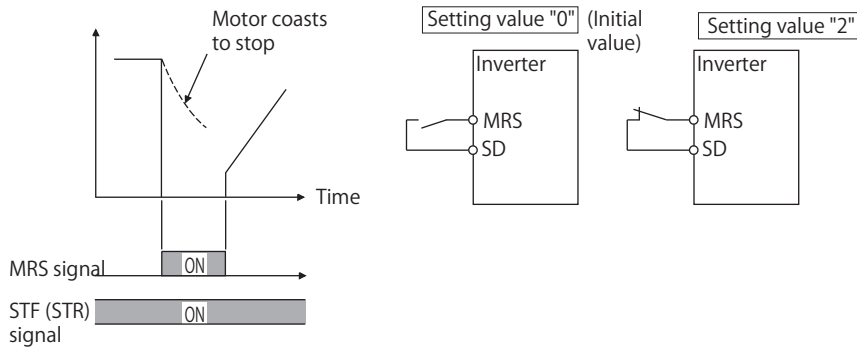 Motor coasts
to stop
Time
MRS signal
ON
STF (STR)
signal
ON
Setting value "0"
(Initial
value)
Inverter
MRS
SD
Setting value "2"
Inverter
MRS
SD